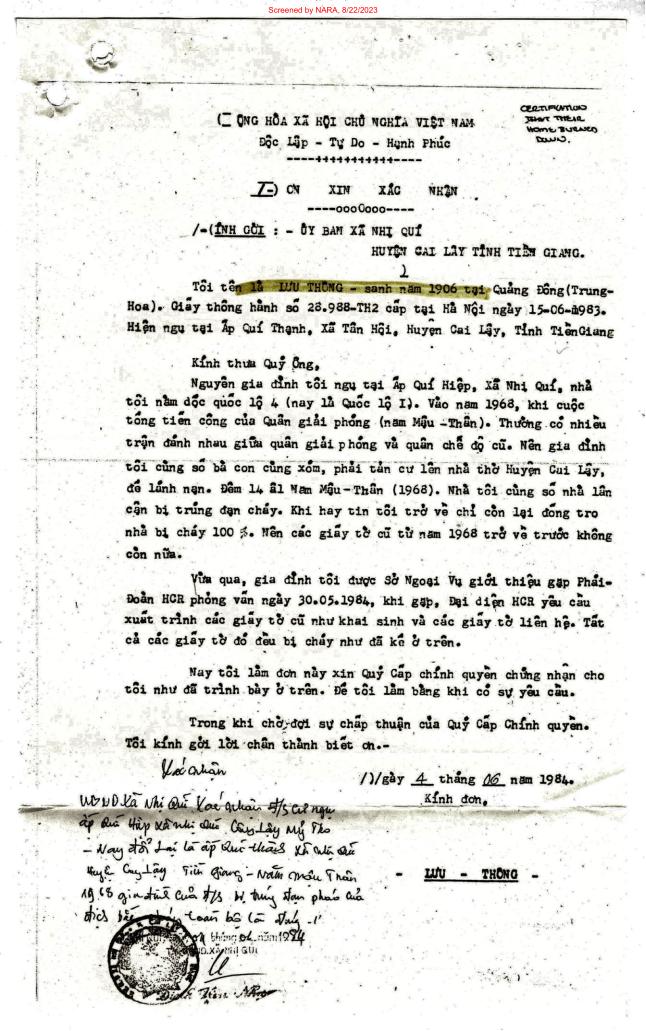 Screened by NARA, 8/22/2023
CERTIFICATION
THAT THEIR
HOME BURNED
DOWN.
ỘNG HÒA XÃ HỘI CHỦ NGHĨA VIỆT NAM
Độc Lập - Tự Do - Hạnh Phúc
----++++++++++++----
ƠN XIN XÁC NHẬN
----oooOooo----
ÍNH GỞI : - ỦY BAN XÃ NHỊ QUÍ
HUYỆN CAI LẬY TỈNH TIỀN GIANG.
Tôi tên là LƯU THÔNG - sanh năm 1906 tại Quảng Đông(Trung-
Hoa). Giấy thông hành số 28.988-TH2 cấp tại Hà Nội ngày 15-06-1983.
Hiện ngụ tại Ấp Quí Thạnh, Xã Tân Hội, Huyện Cai Lậy, Tỉnh TiềnGiang
Kính thưa Quý Ông,
Nguyên gia đình tôi ngụ tại Ấp Quí Hiệp, Xã Nhị Quí, nhà
tôi nằm dốc quốc lộ 4 (nay là Quốc lộ I). Vào năm 1968, khi cuộc
tổng tiến công của Quân giải phóng (năm Mậu -Thân). Thường có nhiều
trận đánh nhau giữa quân giải phóng và quân chế độ cũ. Nên gia đình
tôi cùng số bà con cùng xóm, phải tản cư lên nhà thờ Huyện Cai Lậy,
để lánh nạn. Đêm 14 âl Năm Mậu-Thân (1968). Nhà tôi cùng số nhà lân
cận bị trúng đạn cháy. Khi hay tin tôi trở về chỉ còn lại đống tro
nhà bị cháy 100 %. Nên các giấy tờ cũ từ năm 1968 trở về trước không
còn nữa.
Vừa qua, gia đình tôi được Sở Ngoại Vụ giới thiệu gặp Phái-
Đoàn HCR phỏng vấn ngày 30.05.1984, khi gặp, Đại diện HCR yêu cầu
xuất trình các giấy tờ cũ như khai sinh và các giấy tờ liên hệ. Tất
cả các giấy tờ đó đều bị cháy như đã kể ở trên.
Nay tôi làm đơn này xin Quý Cấp chính quyền chứng nhận cho
tôi như đã trình bày ở trên. Để tôi làm bằng khi có sự yêu cầu.
Trong khi chờ đợi sự chấp thuận của Quý Cấp Chính quyền.
Tôi kính gởi lời chân thành biết ơn.-
gày 4 tháng 06 năm 1984.
Kính đơn,
Xác nhận
UBND Xã Nhị Quí Xác nhận đ/s Cư ngụ
ấp Quí Hiệp xã nhị Quí Cây Lậy Mỹ Tho
- Nay đổi Lại là ấp Quí thành xã nhị Quí
Huyện Cay Lậy Tiền Giang - Năm mậu Thân
1968 gia đình của đ/s bị trúng đạn pháo của
địch cháy toàn bộ là đúng
- LƯU - THÔNG -
tháng 06 năm 1984
XÃ NHỊ QUÍ